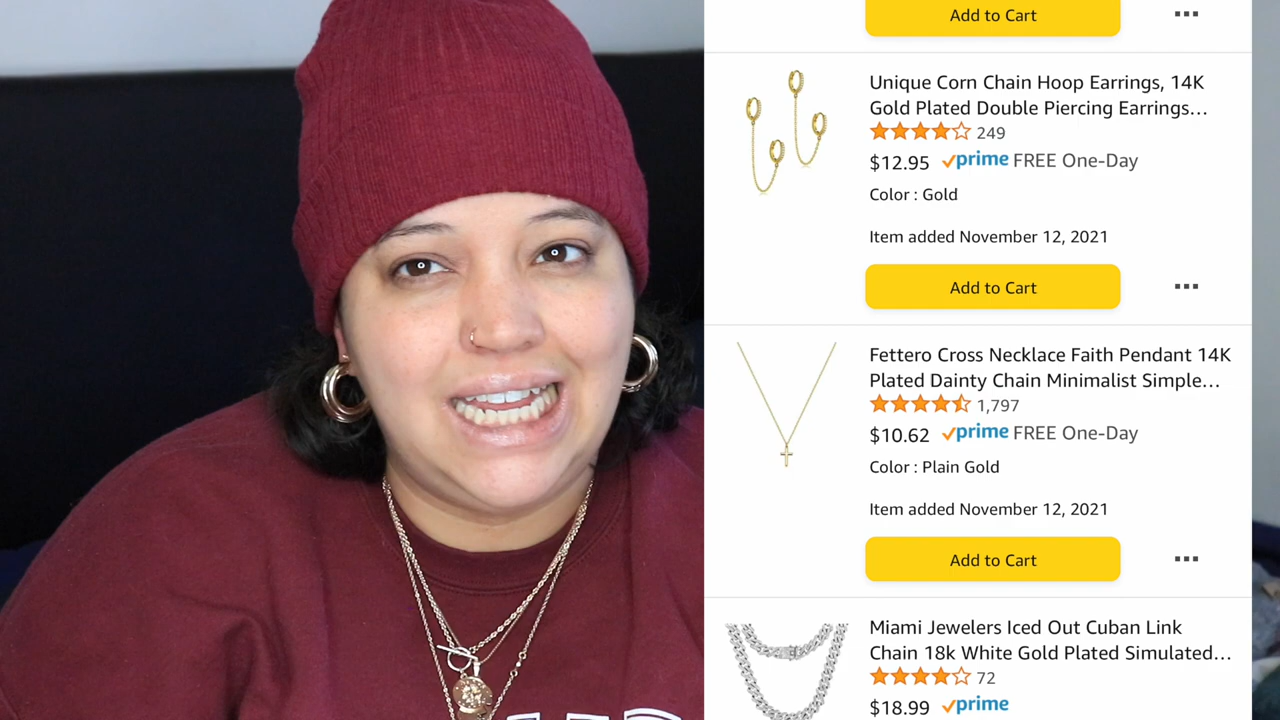 Add to Cart
Unique Corn Chain Hoop Earrings, 14K
Gold Plated Double Piercing Earrings...
249
$12.95 prime FREE One-Day
Color : Gold
Item added November 12, 2021
Add to Cart
Fettero Cross Necklace Faith Pendant 14K
Plated Dainty Chain Minimalist Simple...
1,797
$10.62 prime FREE One-Day
Color : Plain Gold
Item added November 12, 2021
Add to Cart
Miami Jewelers Iced Out Cuban Link
Chain 18k White Gold Plated Simulated...
72
$18.99 prime